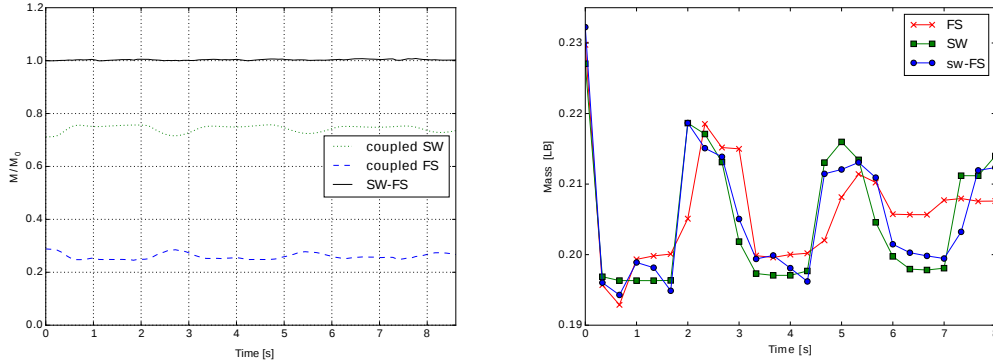 1.2
1.0
0.8
0.6
0.4
0.2
0.0
M/M0
0 1 2 3 4 5 6 7 8
Time [s]
coupled SW
coupled FS
SW-FS
0.23
0.22
0.21
0.20
0.19
Mass [LB]
0 1 2 3 4 5 6 7 8
Time [s]
FS
SW
sw-FS